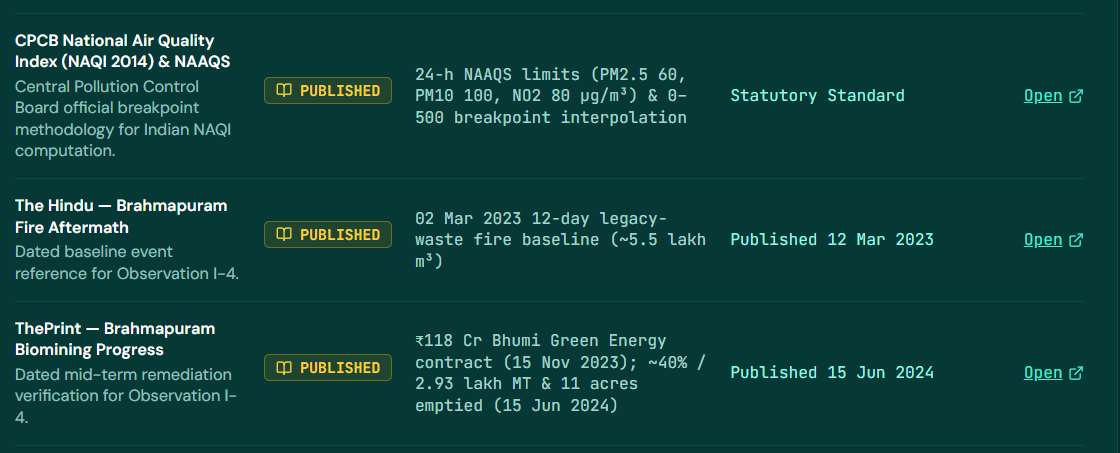 CPCB National Air Quality
Index (NAQI 2014) & NAAQS
Central Pollution Control
Board official breakpoint
methodology for Indian NAQI
computation.
PUBLISHED
24-h NAAQS limits (PM2.5 60,
PM10 100, NO2 80 µg/m³) & 0–
500 breakpoint interpolation
Statutory Standard
Open
The Hindu — Brahmapuram
Fire Aftermath
Dated baseline event
reference for Observation I-4.
PUBLISHED
02 Mar 2023 12-day legacy-
waste fire baseline (~5.5 lakh
m³)
Published 12 Mar 2023
Open
ThePrint — Brahmapuram
Biomining Progress
Dated mid-term remediation
verification for Observation I-
4.
PUBLISHED
₹118 Cr Bhumi Green Energy
contract (15 Nov 2023); ~40% /
2.93 lakh MT & 11 acres
emptied (15 Jun 2024)
Published 15 Jun 2024
Open